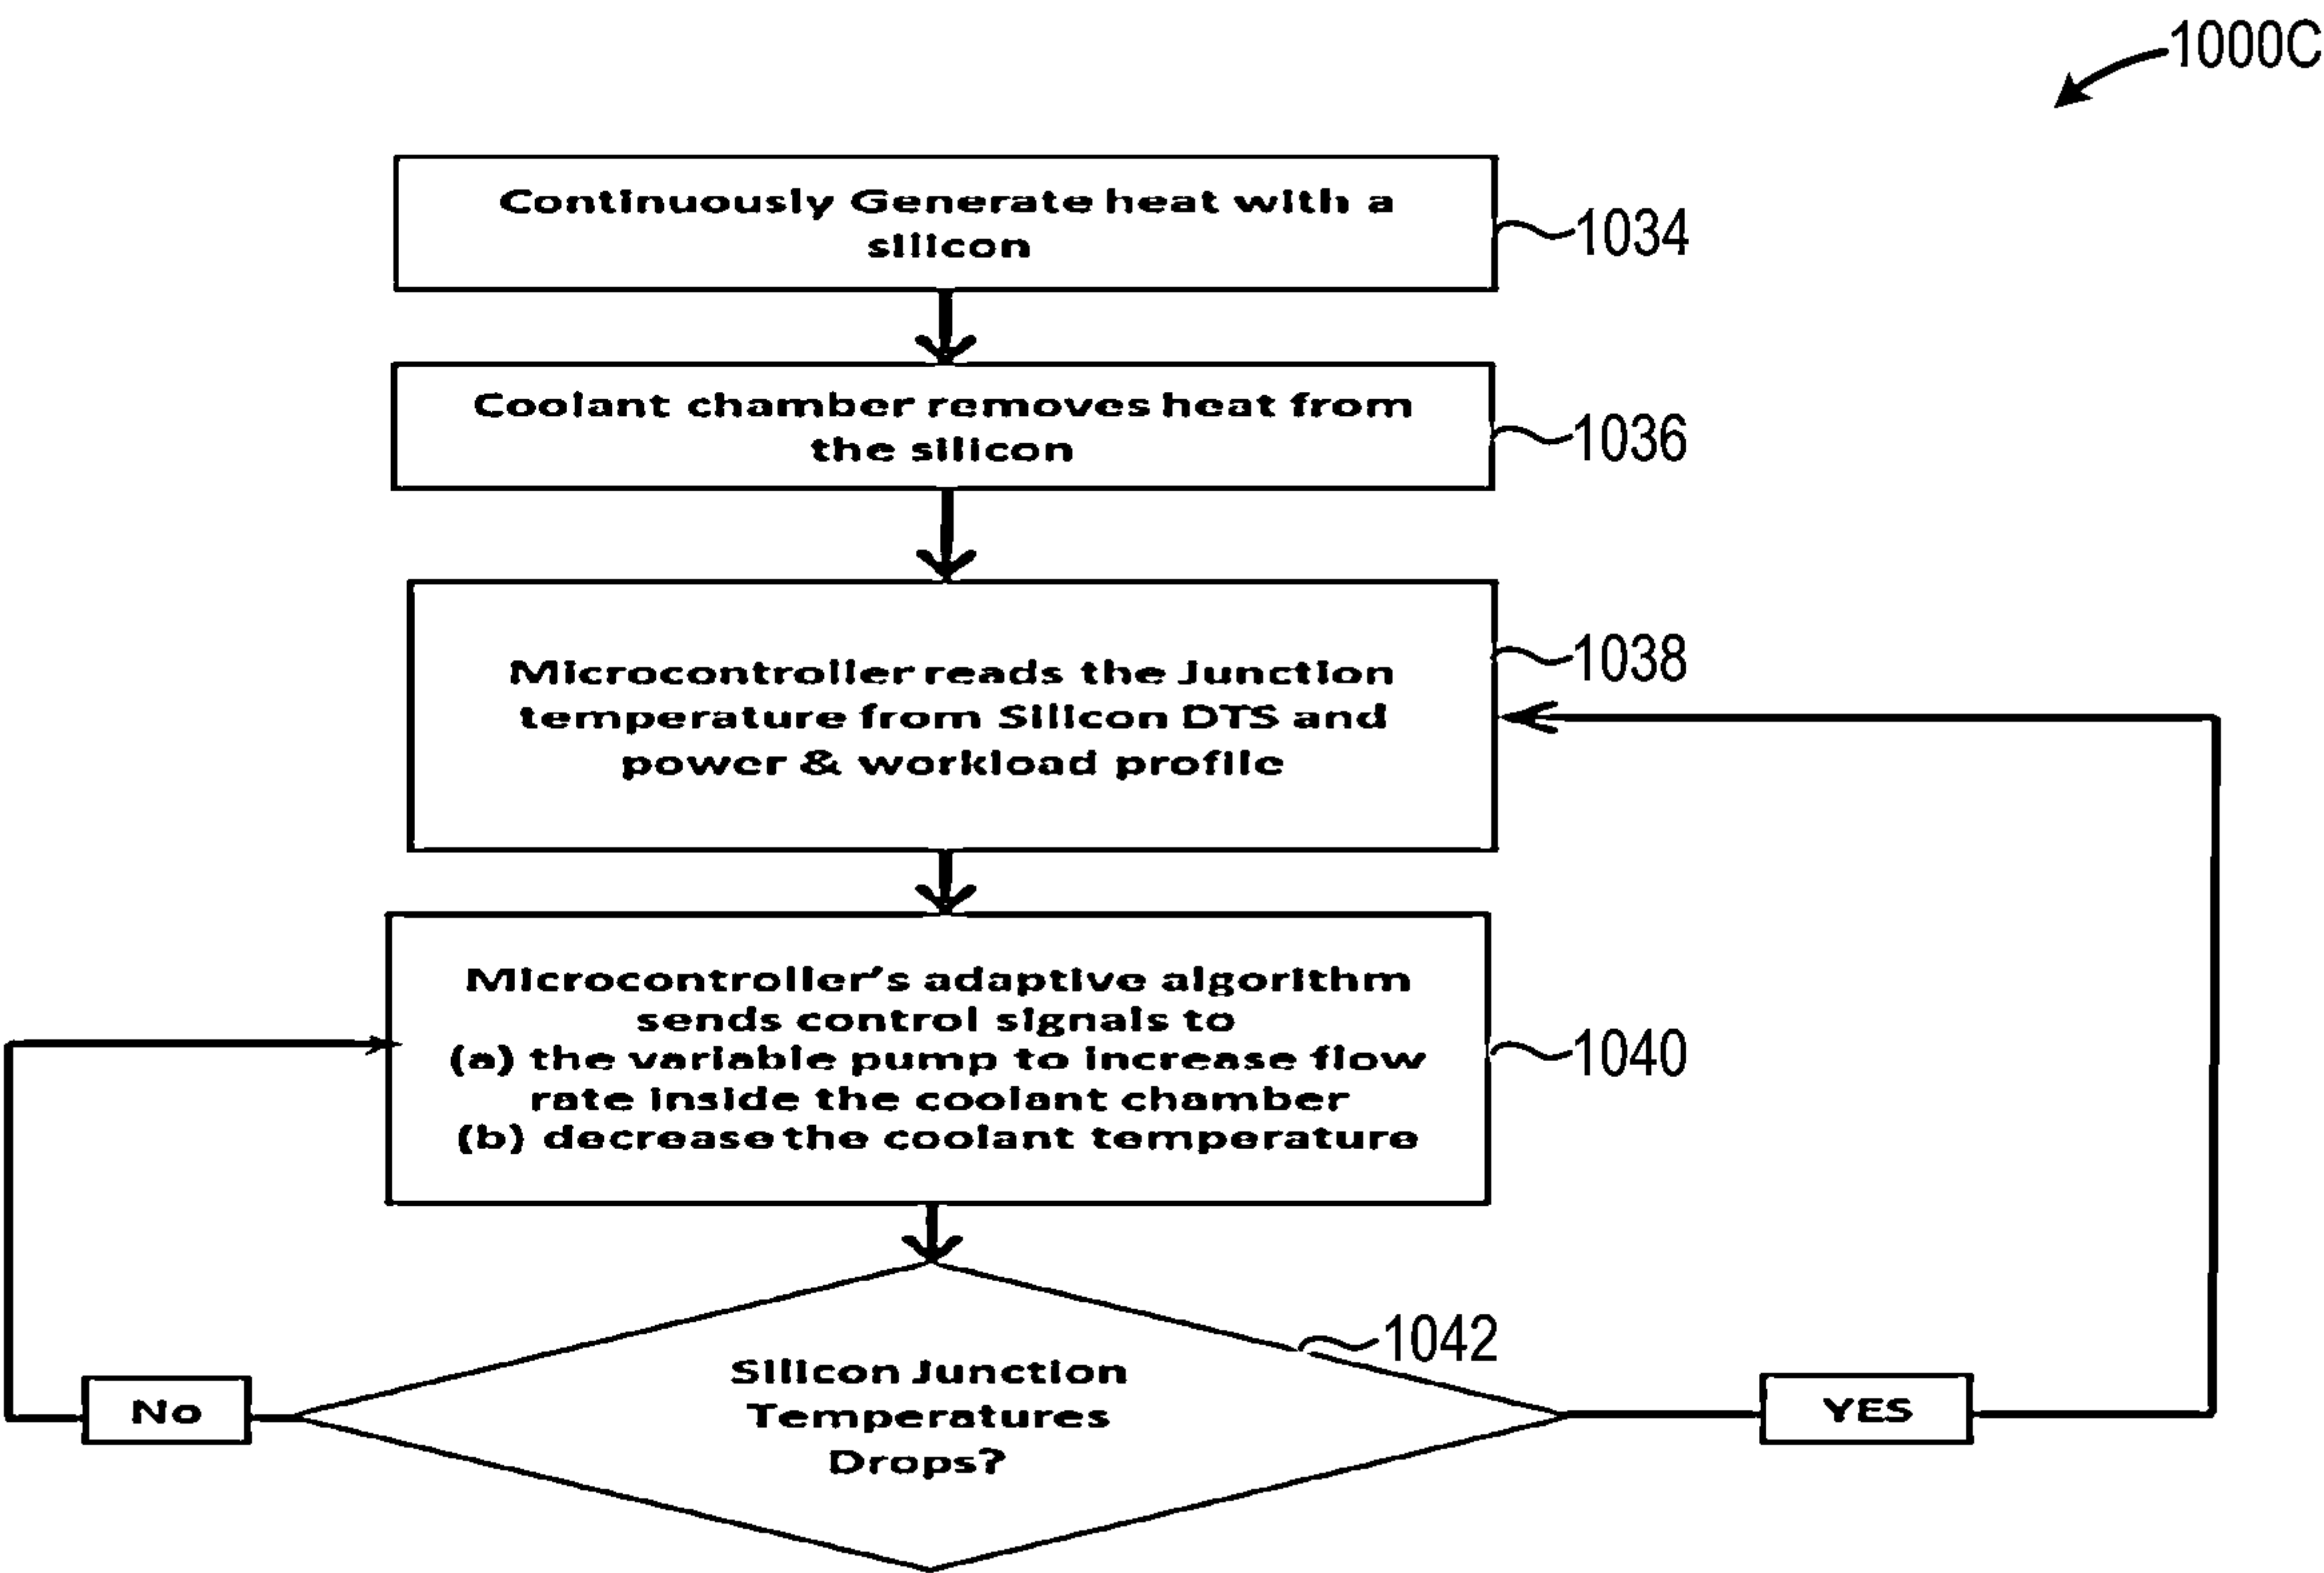 1000C
Continuously Generate heat with a
silicon
1034
Coolant chamber removes heat from
the silicon
1036
Microcontroller reads the Junction
temperature from Silicon DTS and
power & workload profile
1038
Microcontroller's adaptive algorithm
sends control signals to
(a) the variable pump to increase flow
rate inside the coolant chamber
(b) decrease the coolant temperature
1040
1042
Silicon Junction
Temperatures
Drops?
No
YES